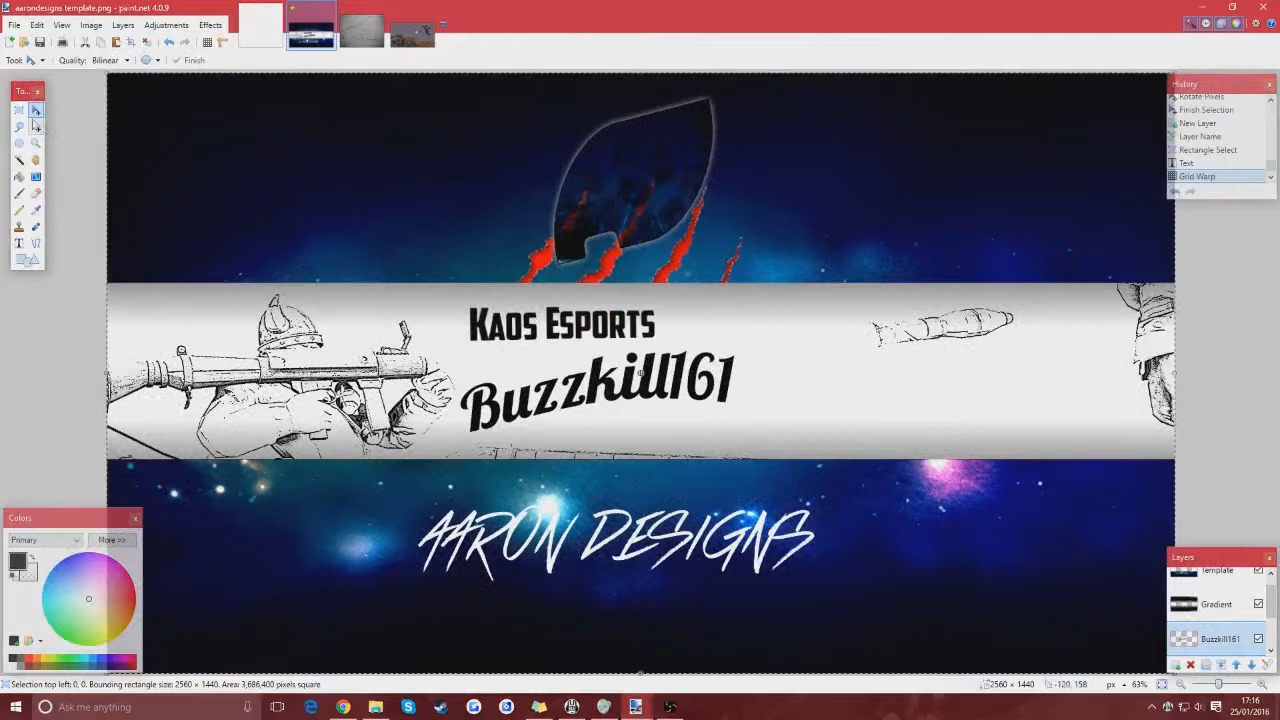 aarondesigns template.png - paint.net 4.0.9
File Edit View Image Layers Adjustments Effects
Tool: Quality: Bilinear Finish
To...
History
Rotate Pixels
Finish Selection
New Layer
Layer Name
Rectangle Select
Text
Grid Warp
Kaos Esports
Buzzkill161
AARON DESIGNS
Colors
Primary More >>
Layers
Template
Gradient
Buzzkill161
Selection top left: 0, 0. Bounding rectangle size: 2560 × 1440. Area: 3,686,400 pixels square 2560 × 1440 -120, 158 px 63%
Ask me anything
17:16
25/01/2016